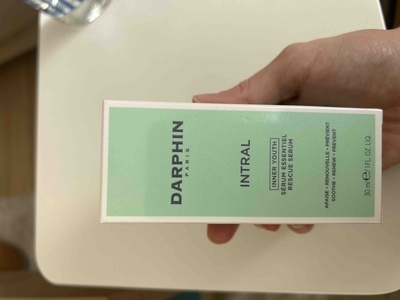 DARPHIN
PARIS
INTRAL
INNER YOUTH
SÉRUM ESSENTIEL
RESCUE SERUM
APAISE • RENOUVELLE • PRÉVIENT
SOOTHE • RENEW • PREVENT
30 ml ℮ / 1 FL. OZ. LIQ.